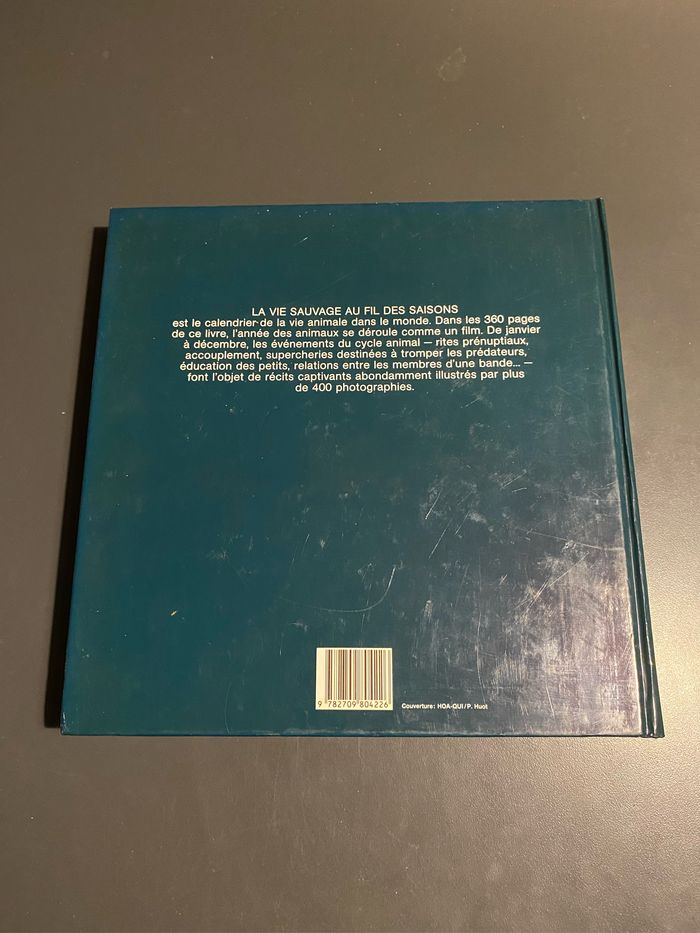 LA VIE SAUVAGE AU FIL DES SAISONS
est le calendrier de la vie animale dans le monde. Dans les 360 pages
de ce livre, l'année des animaux se déroule comme un film. De janvier
à décembre, les événements du cycle animal — rites prénuptiaux,
accouplement, supercheries destinées à tromper les prédateurs,
éducation des petits, relations entre les membres d'une bande... —
font l'objet de récits captivants abondamment illustrés par plus
de 400 photographies.
9 782709 804226
Couverture: HOA-QUI/P. Huot